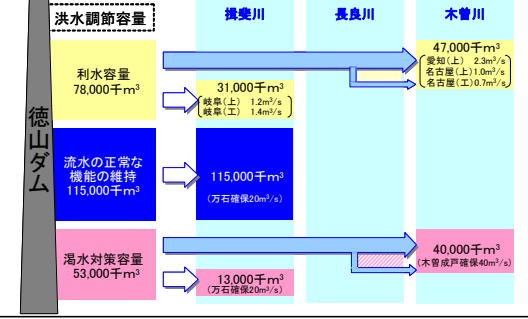 洪水調節容量
揖斐川
長良川
木曽川
徳山ダム
利水容量
78,000千m³
47,000千m³
愛知(上) 2.3m³/s
名古屋(上)1.0m³/s
名古屋(工)0.7m³/s
31,000千m³
岐阜(上) 1.2m³/s
岐阜(工) 1.4m³/s
流水の正常な
機能の維持
115,000千m³
115,000千m³
(万石確保20m³/s)
渇水対策容量
53,000千m³
40,000千m³
(木曽成戸確保40m³/s)
13,000千m³
(万石確保20m³/s)